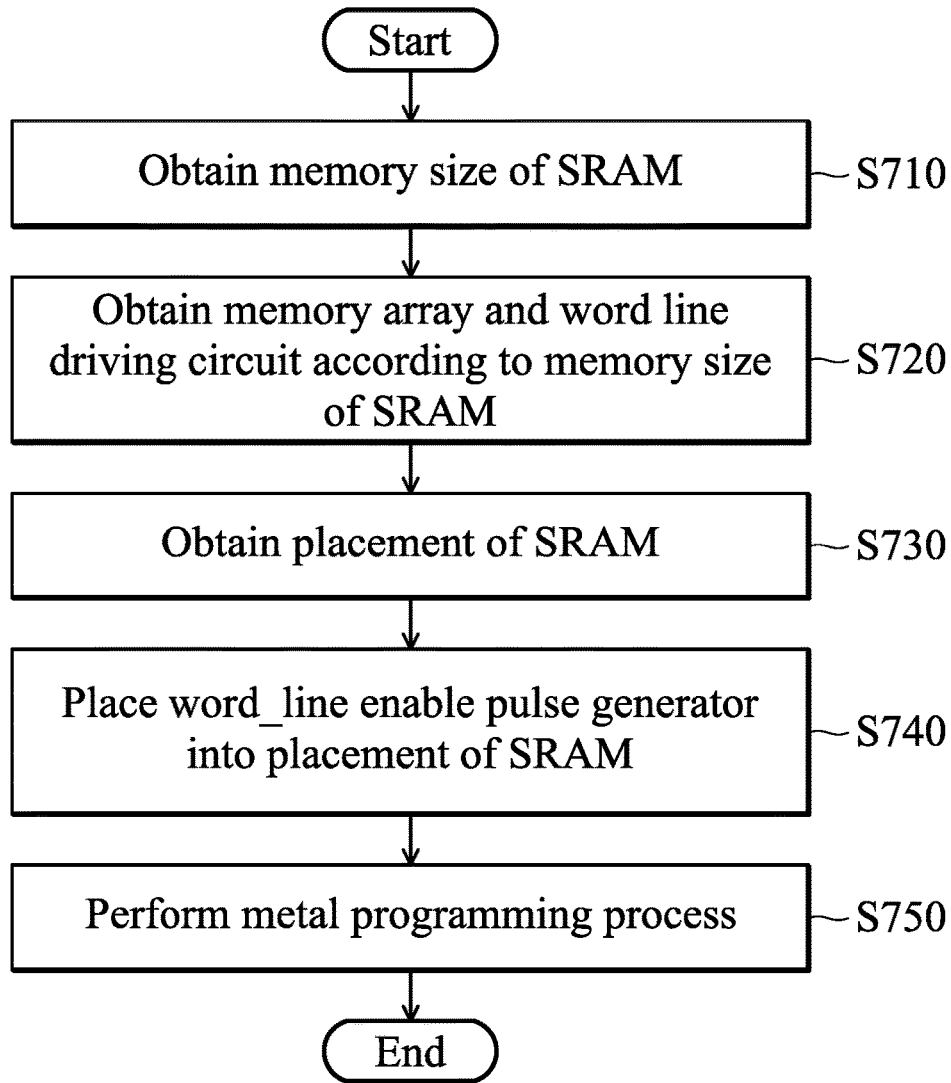 Start
Obtain memory size of SRAM
S710
Obtain memory array and word line
driving circuit according to memory size
of SRAM
S720
Obtain placement of SRAM
S730
Place word_line enable pulse generator
into placement of SRAM
S740
Perform metal programming process
S750
End